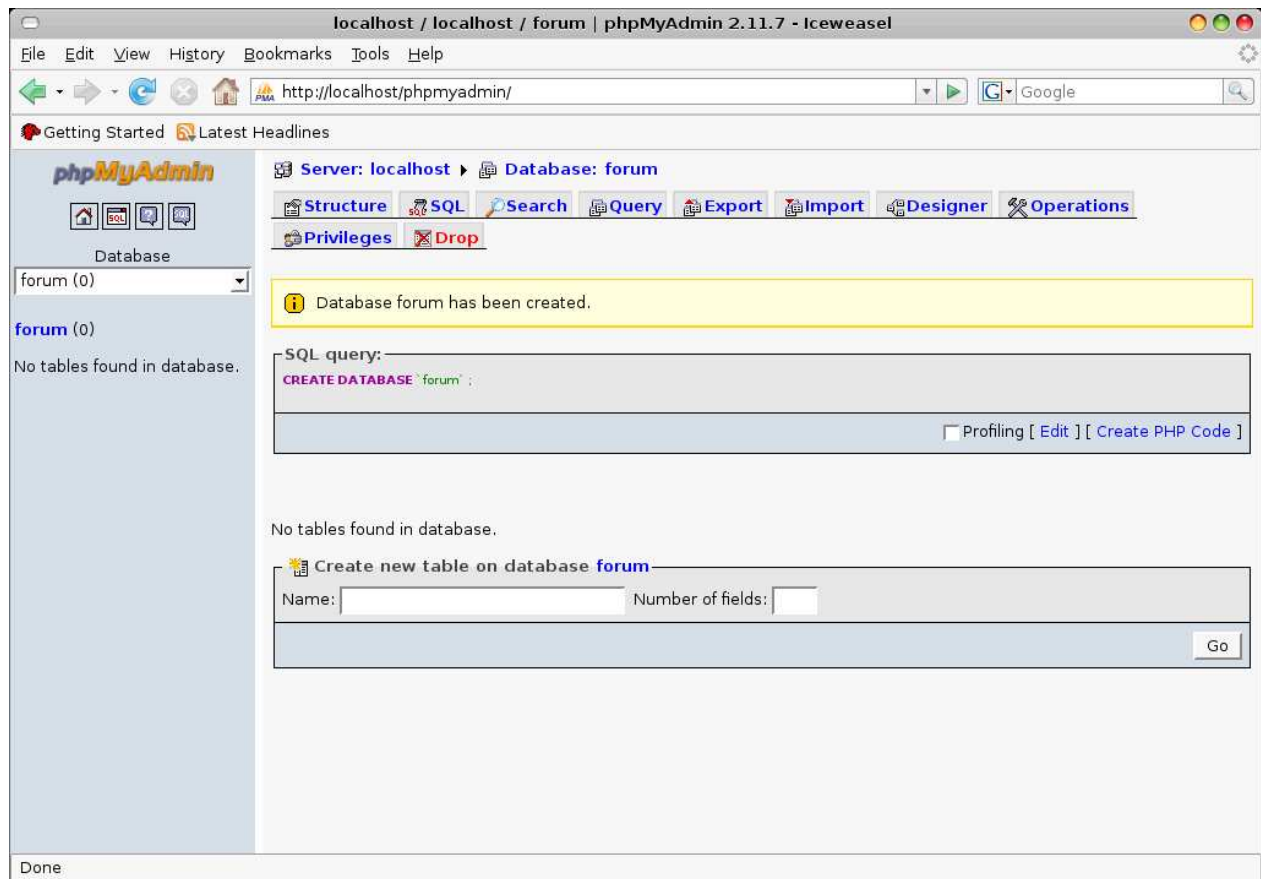 localhost / localhost / forum | phpMyAdmin 2.11.7 - Iceweasel
File Edit View History Bookmarks Tools Help
PMA http://localhost/phpmyadmin/ G Google
Getting Started Latest Headlines
phpMyAdmin
SQL ? SQL
Database
forum (0)
forum (0)
No tables found in database.
Server: localhost Database: forum
Structure SQL Search Query Export Import Designer Operations
Privileges Drop
Database forum has been created.
SQL query:
CREATE DATABASE `forum` ;
Profiling [ Edit ] [ Create PHP Code ]
No tables found in database.
Create new table on database forum
Name: Number of fields:
Go
Done